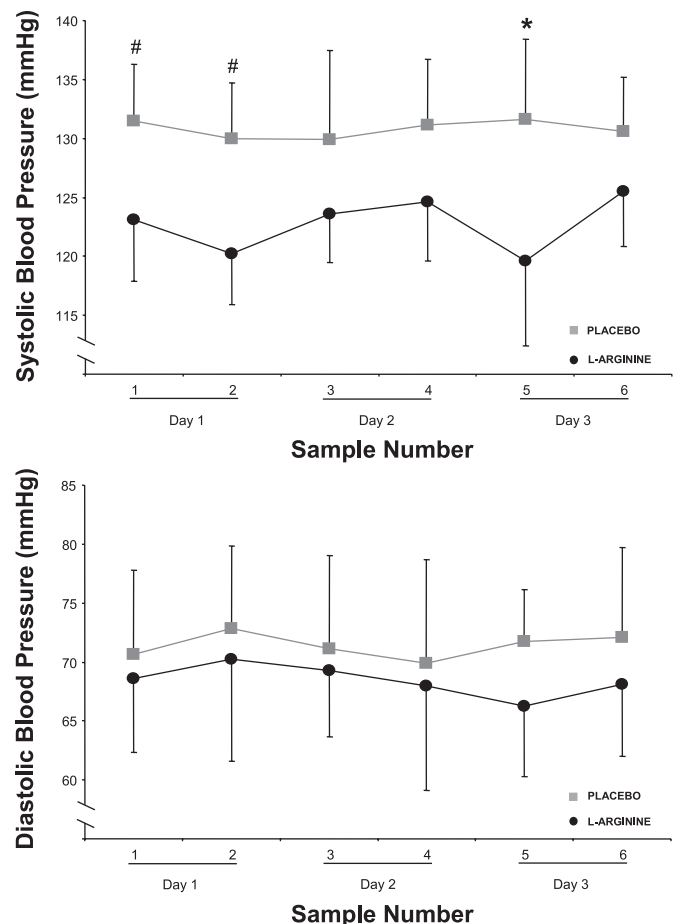 140
135
130
125
120
115
Systolic Blood Pressure (mmHg)
# # *
PLACEBO
L-ARGININE
1 2 3 4 5 6
Day 1 Day 2 Day 3
Sample Number
85
80
75
70
65
60
Diastolic Blood Pressure (mmHg)
PLACEBO
L-ARGININE
1 2 3 4 5 6
Day 1 Day 2 Day 3
Sample Number